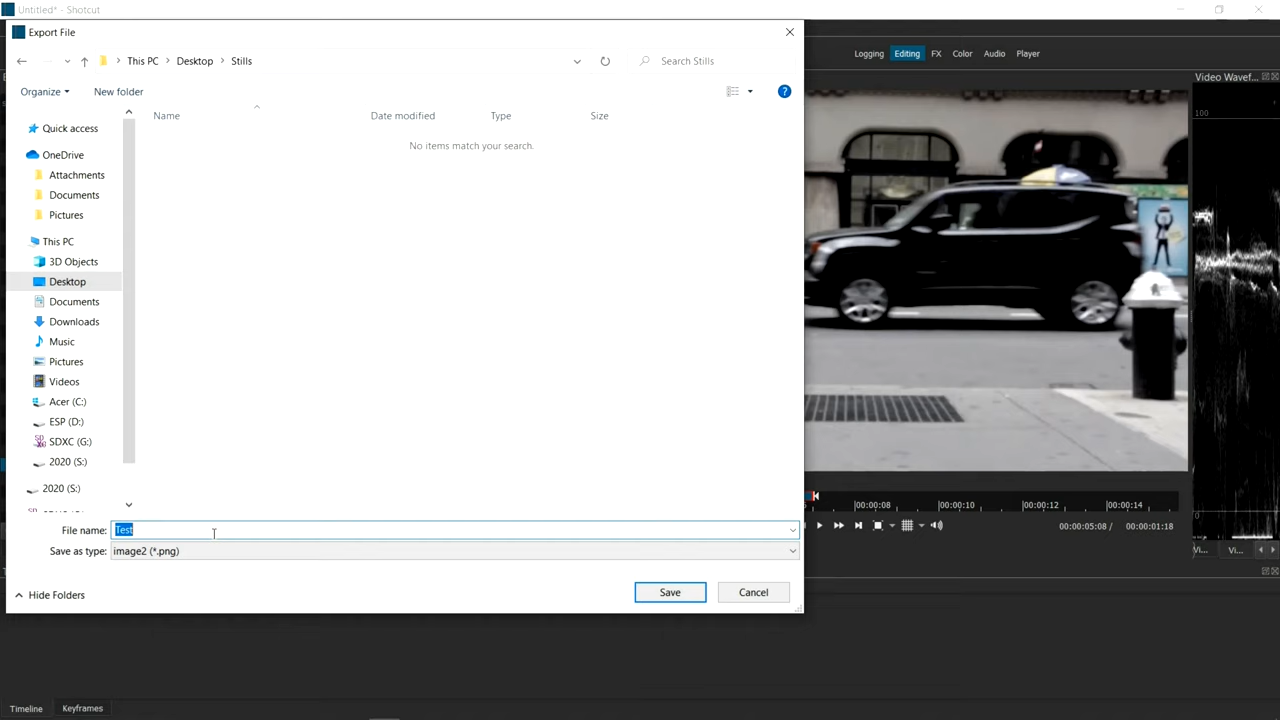 Untitled* - Shotcut
Export File
This PC
Desktop
Stills
Search Stills
Logging
Editing
FX
Color
Audio
Player
Organize
New folder
Video Wavef...
Name
Date modified
Type
Size
No items match your search.
100
Quick access
OneDrive
Attachments
Documents
Pictures
This PC
3D Objects
Desktop
Documents
Downloads
Music
Pictures
Videos
Acer (C:)
ESP (D:)
SDXC (G:)
2020 (S:)
2020 (S:)
|00:00:08
|00:00:10
|00:00:12
|00:00:14
0
File name:
Test
00:00:05:08 /
00:00:01:18
Save as type:
image2 (*.png)
Vi...
Vi...
Save
Cancel
Hide Folders
Timeline
Keyframes